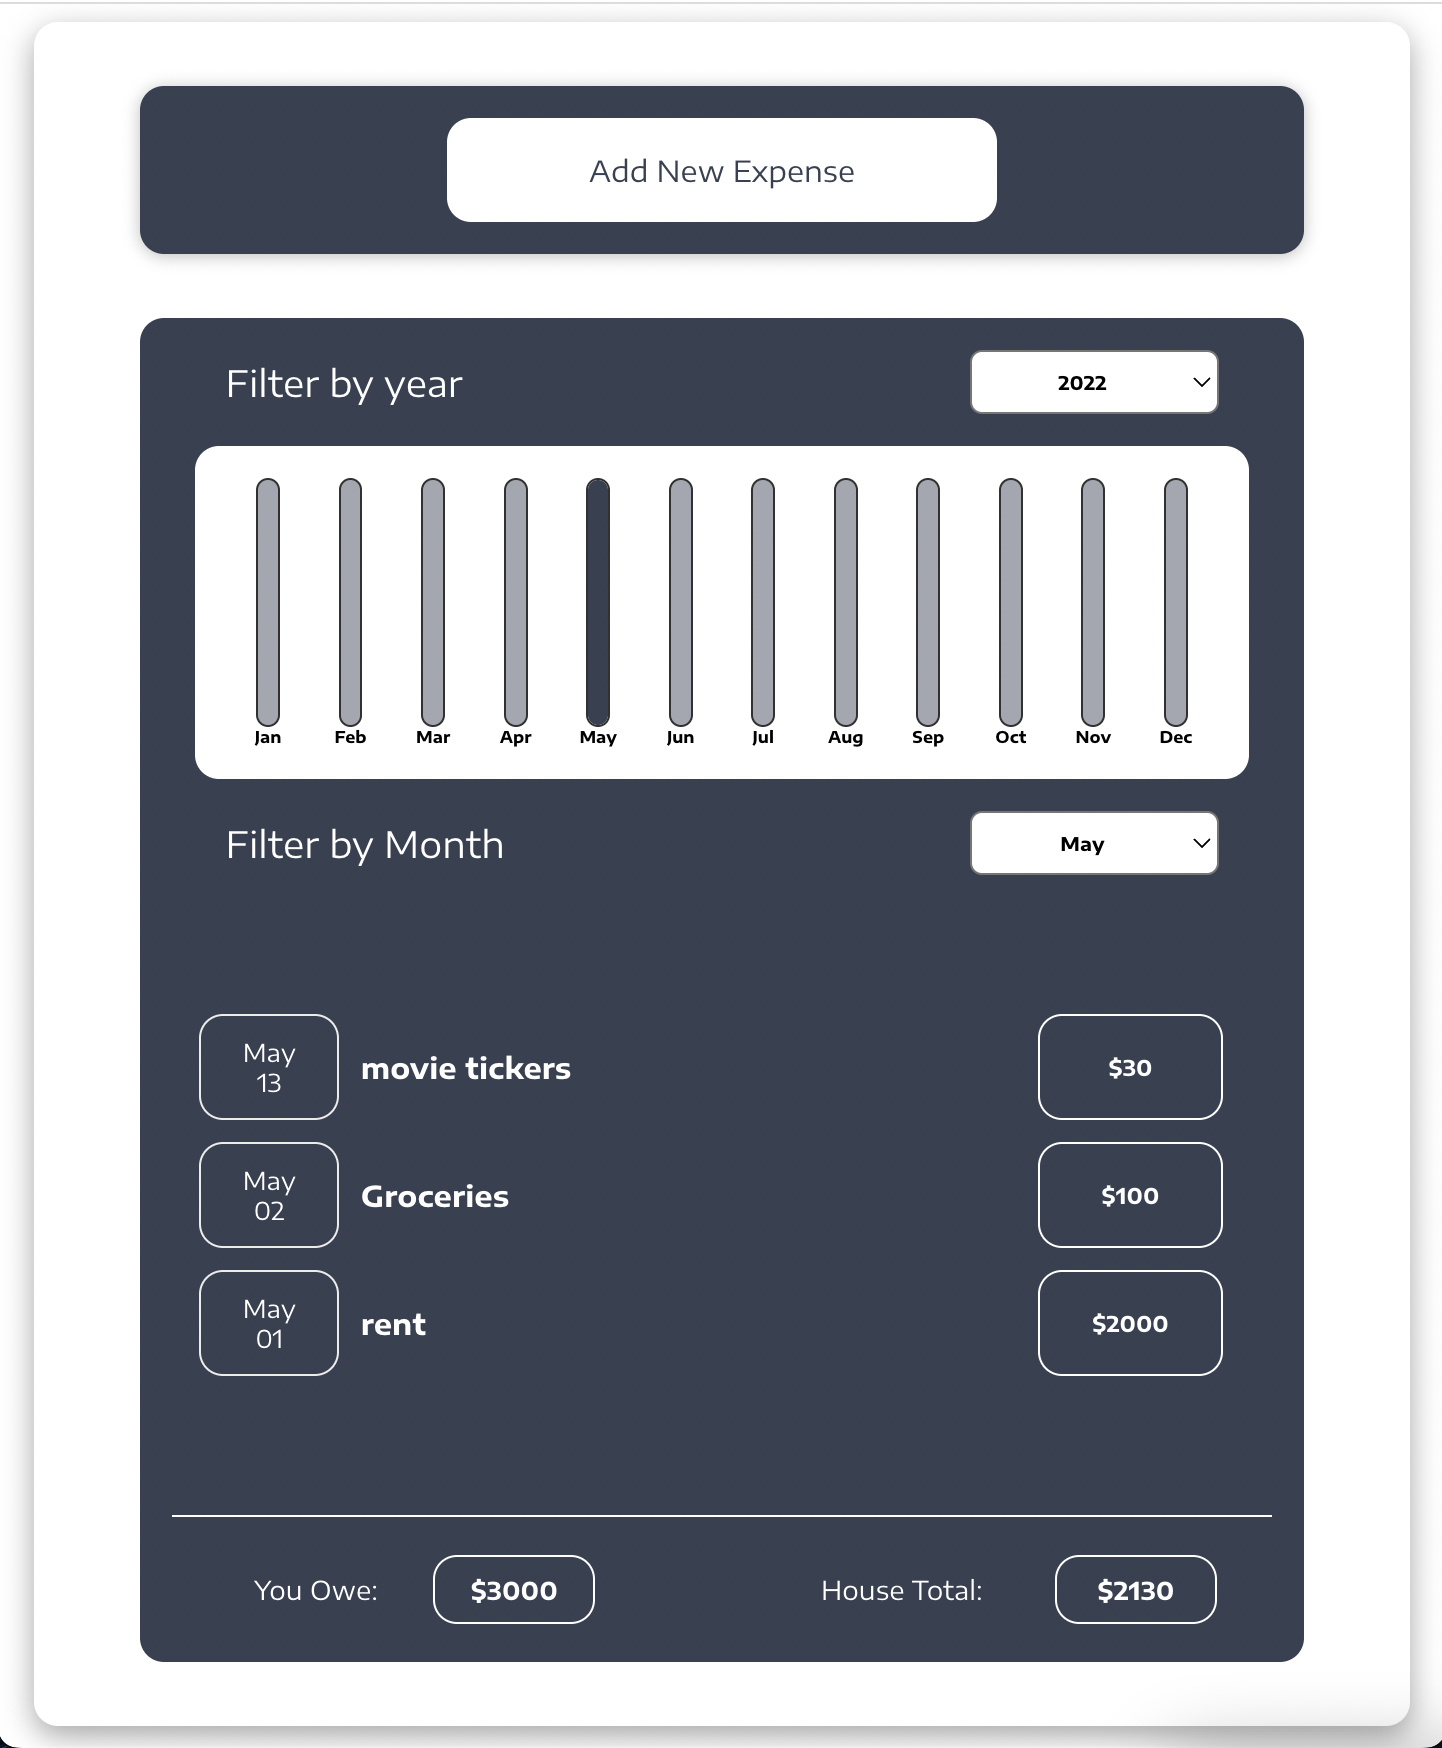 Add New Expense
Filter by year
2022
Jan Feb Mar Apr May Jun Jul Aug Sep Oct Nov Dec
Filter by Month
May
May
13
movie tickers
$30
May
02
Groceries
$100
May
01
rent
$2000
You Owe: $3000 House Total: $2130